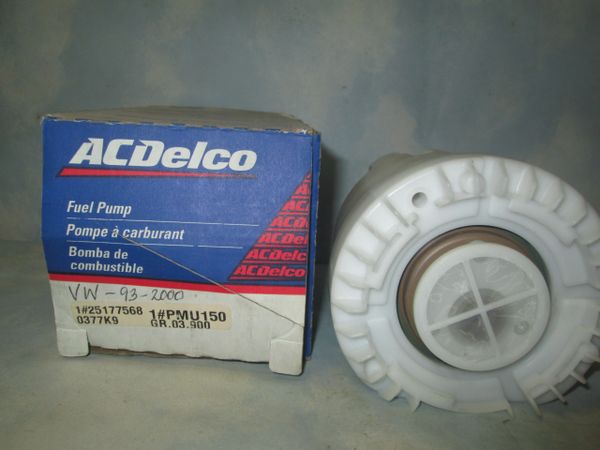 ACDelco
Fuel Pump
Pompe à carburant
Bomba de
combustible
ACDelco
ACDelco
ACDelco
ACDelco
VW-93-2000
1#25177568 1#PMU150
0377K9 GR.03.900